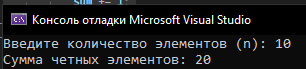 Консоль отладки Microsoft Visual Studio
Введите количество элементов (n): 10
Сумма четных элементов: 20